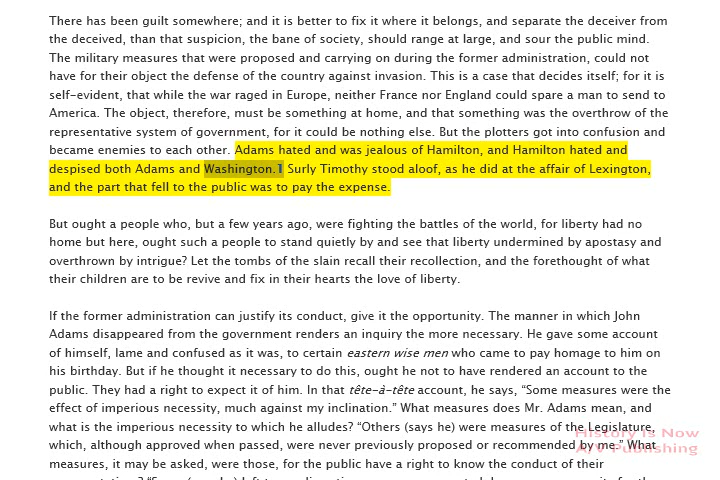 There has been guilt somewhere; and it is better to fix it where it belongs, and separate the deceiver from
the deceived, than that suspicion, the bane of society, should range at large, and sour the public mind.
The military measures that were proposed and carrying on during the former administration, could not
have for their object the defense of the country against invasion. This is a case that decides itself; for it is
self-evident, that while the war raged in Europe, neither France nor England could spare a man to send to
America. The object, therefore, must be something at home, and that something was the overthrow of the
representative system of government, for it could be nothing else. But the plotters got into confusion and
became enemies to each other. Adams hated and was jealous of Hamilton, and Hamilton hated and
despised both Adams and Washington.1 Surly Timothy stood aloof, as he did at the affair of Lexington,
and the part that fell to the public was to pay the expense.
But ought a people who, but a few years ago, were fighting the battles of the world, for liberty had no
home but here, ought such a people to stand quietly by and see that liberty undermined by apostasy and
overthrown by intrigue? Let the tombs of the slain recall their recollection, and the forethought of what
their children are to be revive and fix in their hearts the love of liberty.
If the former administration can justify its conduct, give it the opportunity. The manner in which John
Adams disappeared from the government renders an inquiry the more necessary. He gave some account
of himself, lame and confused as it was, to certain eastern wise men who came to pay homage to him on
his birthday. But if he thought it necessary to do this, ought he not to have rendered an account to the
public. They had a right to expect it of him. In that tête-à-tête account, he says, “Some measures were the
effect of imperious necessity, much against my inclination.” What measures does Mr. Adams mean, and
what is the imperious necessity to which he alludes? “Others (says he) were measures of the Legislature,
which, although approved when passed, were never previously proposed or recommended by me.” What
measures, it may be asked, were those, for the public have a right to know the conduct of their
History Is Now
A/V Publishing